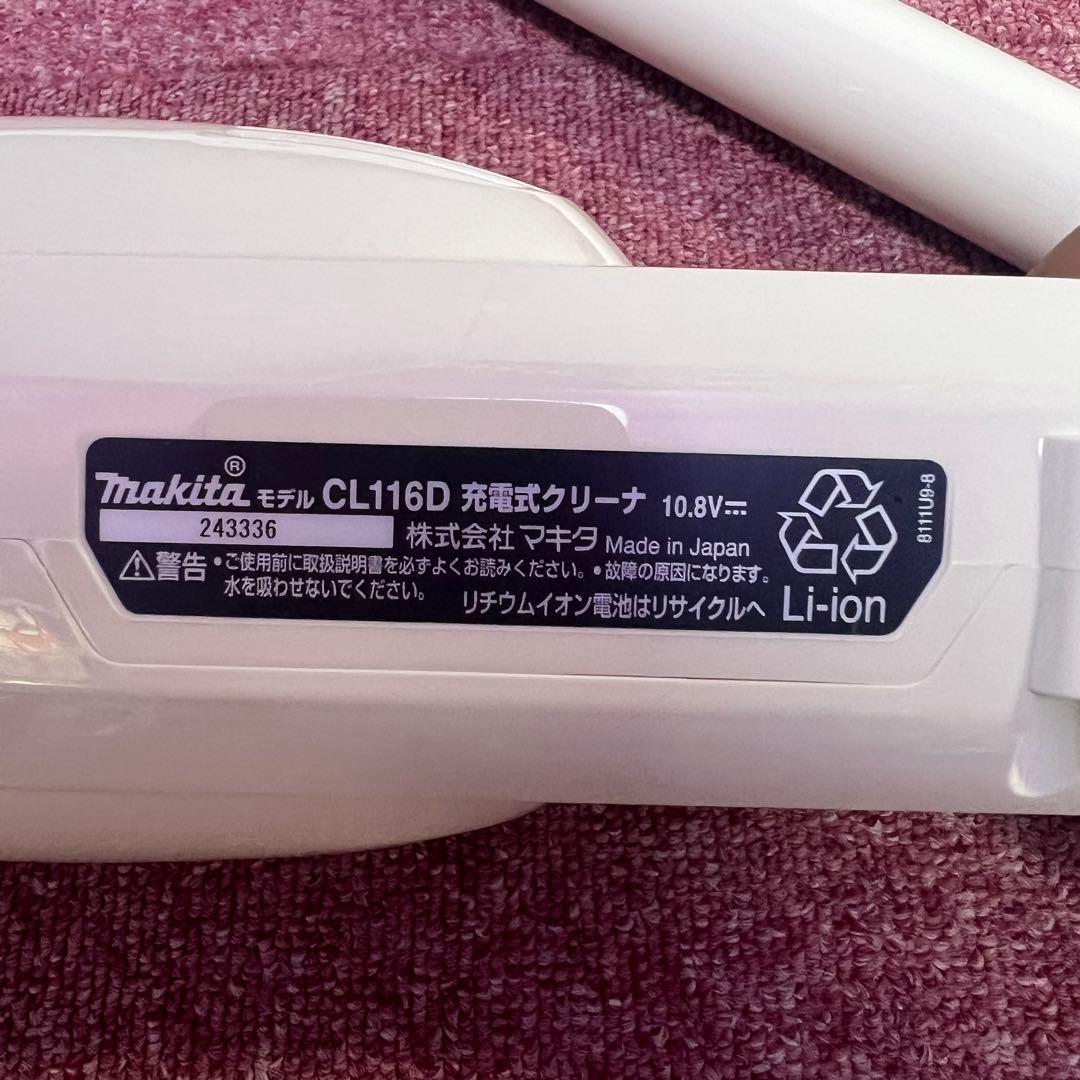 makita® モデル CL116D 充電式クリーナ 10.8V⎓
243336 株式会社 マキタ Made in Japan
⚠警告 •ご使用前に取扱説明書を必ずよくお読みください。•故障の原因になります。
水を吸わせないでください。 リチウムイオン電池はリサイクルへ Li-ion
8111U9-8